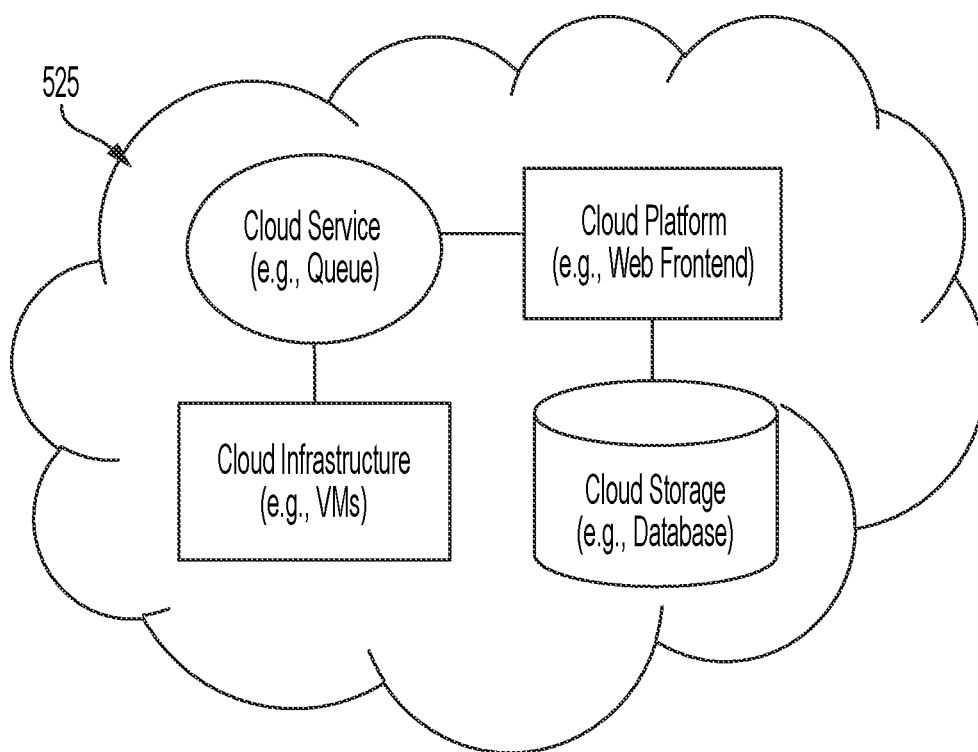 525
Cloud Service
(e.g., Queue)
Cloud Platform
(e.g., Web Frontend)
Cloud Infrastructure
(e.g., VMs)
Cloud Storage
(e.g., Database)